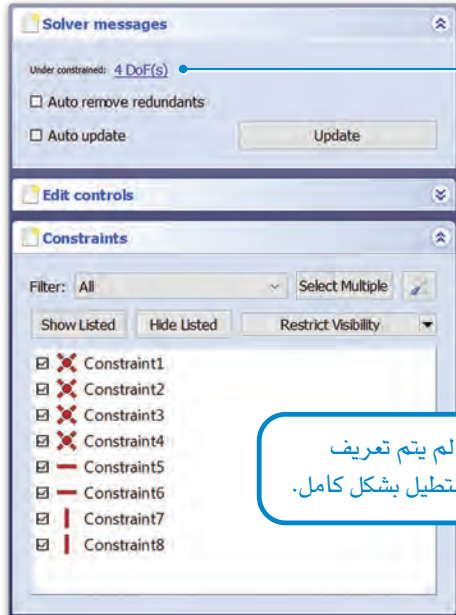 Solver messages
Under constrained: 4 DoF(s)
Auto remove redundants
Auto update
Update
Edit controls
Constraints
Filter: All
Select Multiple
Show Listed
Hide Listed
Restrict Visibility
Constraint1
Constraint2
Constraint3
Constraint4
Constraint5
Constraint6
Constraint7
Constraint8
لم يتم تعريف
ستطيل بشكل كامل.